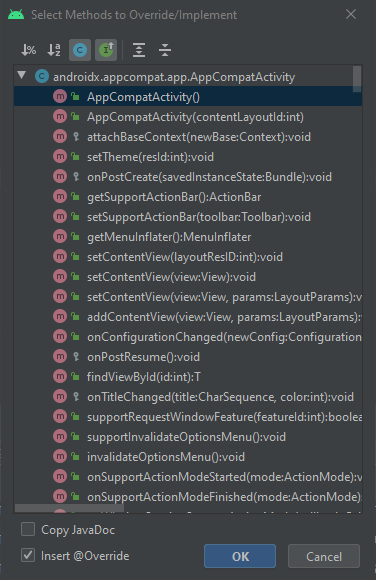 Select Methods to Override/Implement
androidx.appcompat.app.AppCompatActivity
AppCompatActivity()
AppCompatActivity(contentLayoutId:int)
attachBaseContext(newBase:Context):void
setTheme(resId:int):void
onPostCreate(savedInstanceState:Bundle):void
getSupportActionBar():ActionBar
setSupportActionBar(toolbar:Toolbar):void
getMenuInflater():MenuInflater
setContentView(layoutResID:int):void
setContentView(view:View):void
setContentView(view:View, params:LayoutParams):v
addContentView(view:View, params:LayoutParams):v
onConfigurationChanged(newConfig:Configuration
onPostResume():void
findViewById(id:int):T
onTitleChanged(title:CharSequence, color:int):void
supportRequestWindowFeature(featureId:int):boolea
supportInvalidateOptionsMenu():void
invalidateOptionsMenu():void
onSupportActionModeStarted(mode:ActionMode):v
onSupportActionModeFinished(mode:ActionMode)
Copy JavaDoc
Insert @Override
OK
Cancel